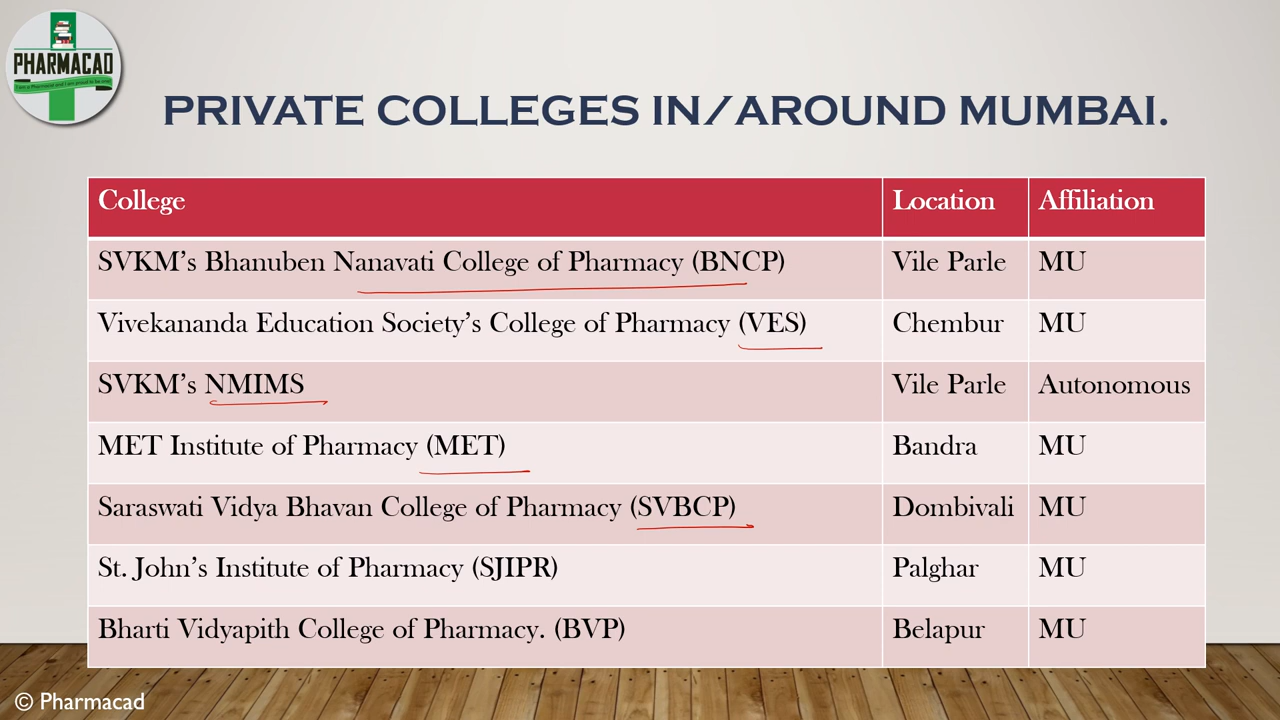 PHARMACAD
PRIVATE COLLEGES IN/AROUND MUMBAI.
College Location Affiliation
SVKM’s Bhanuben Nanavati College of Pharmacy (BNCP) Vile Parle MU
Vivekananda Education Society’s College of Pharmacy (VES) Chembur MU
SVKM’s NMIMS Vile Parle Autonomous
MET Institute of Pharmacy (MET) Bandra MU
Saraswati Vidya Bhavan College of Pharmacy (SVBCP) Dombivali MU
St. John’s Institute of Pharmacy (SJIPR) Palghar MU
Bharti Vidyapith College of Pharmacy. (BVP) Belapur MU
© Pharmacad